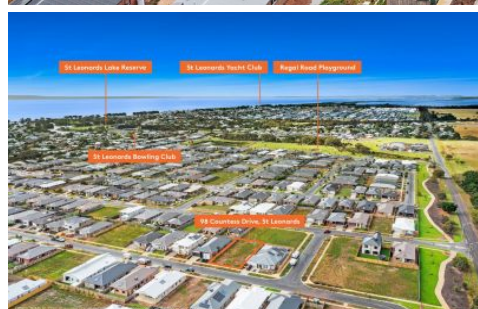 St Leonards Lake Reserve
St Leonards Yacht Club
Regal Road Playground
St Leonards Bowling Club
98 Countess Drive, St Leonards